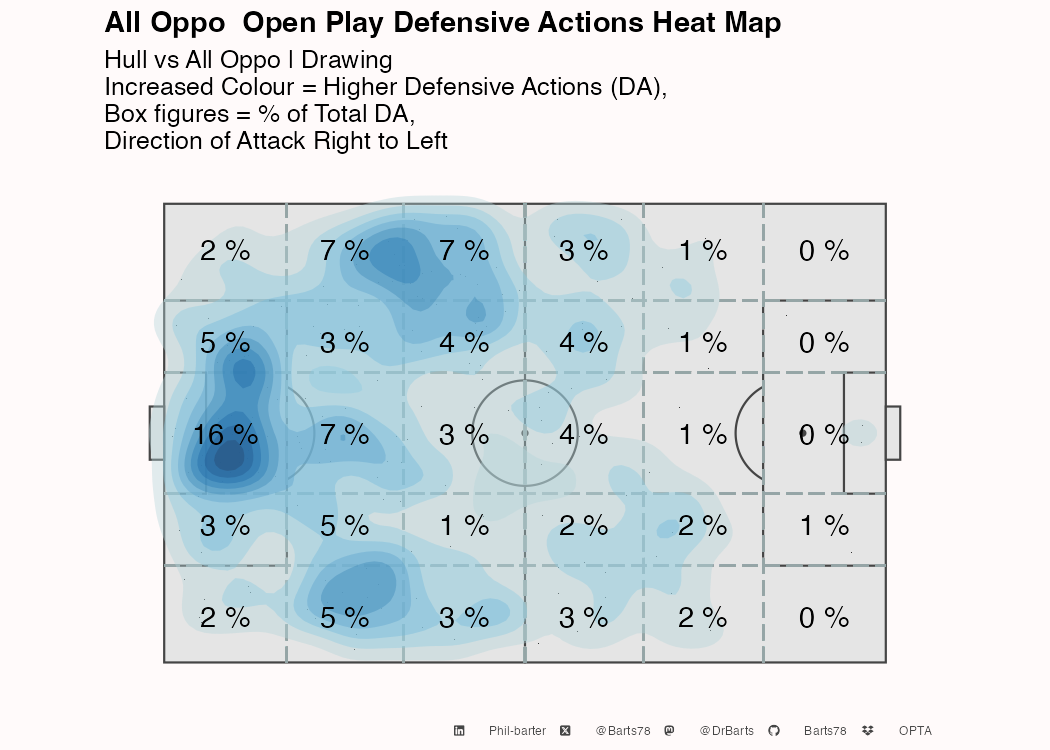 All Oppo  Open Play Defensive Actions Heat Map
Hull vs All Oppo | Drawing
Increased Colour = Higher Defensive Actions (DA),
Box figures = % of Total DA,
Direction of Attack Right to Left
2 % 7 % 7 % 3 % 1 % 0 %
5 % 3 % 4 % 4 % 1 % 0 %
16 % 7 % 3 % 4 % 1 % 0 %
3 % 5 % 1 % 2 % 2 % 1 %
2 % 5 % 3 % 3 % 2 % 0 %
Phil-barter @Barts78 @DrBarts Barts78 OPTA